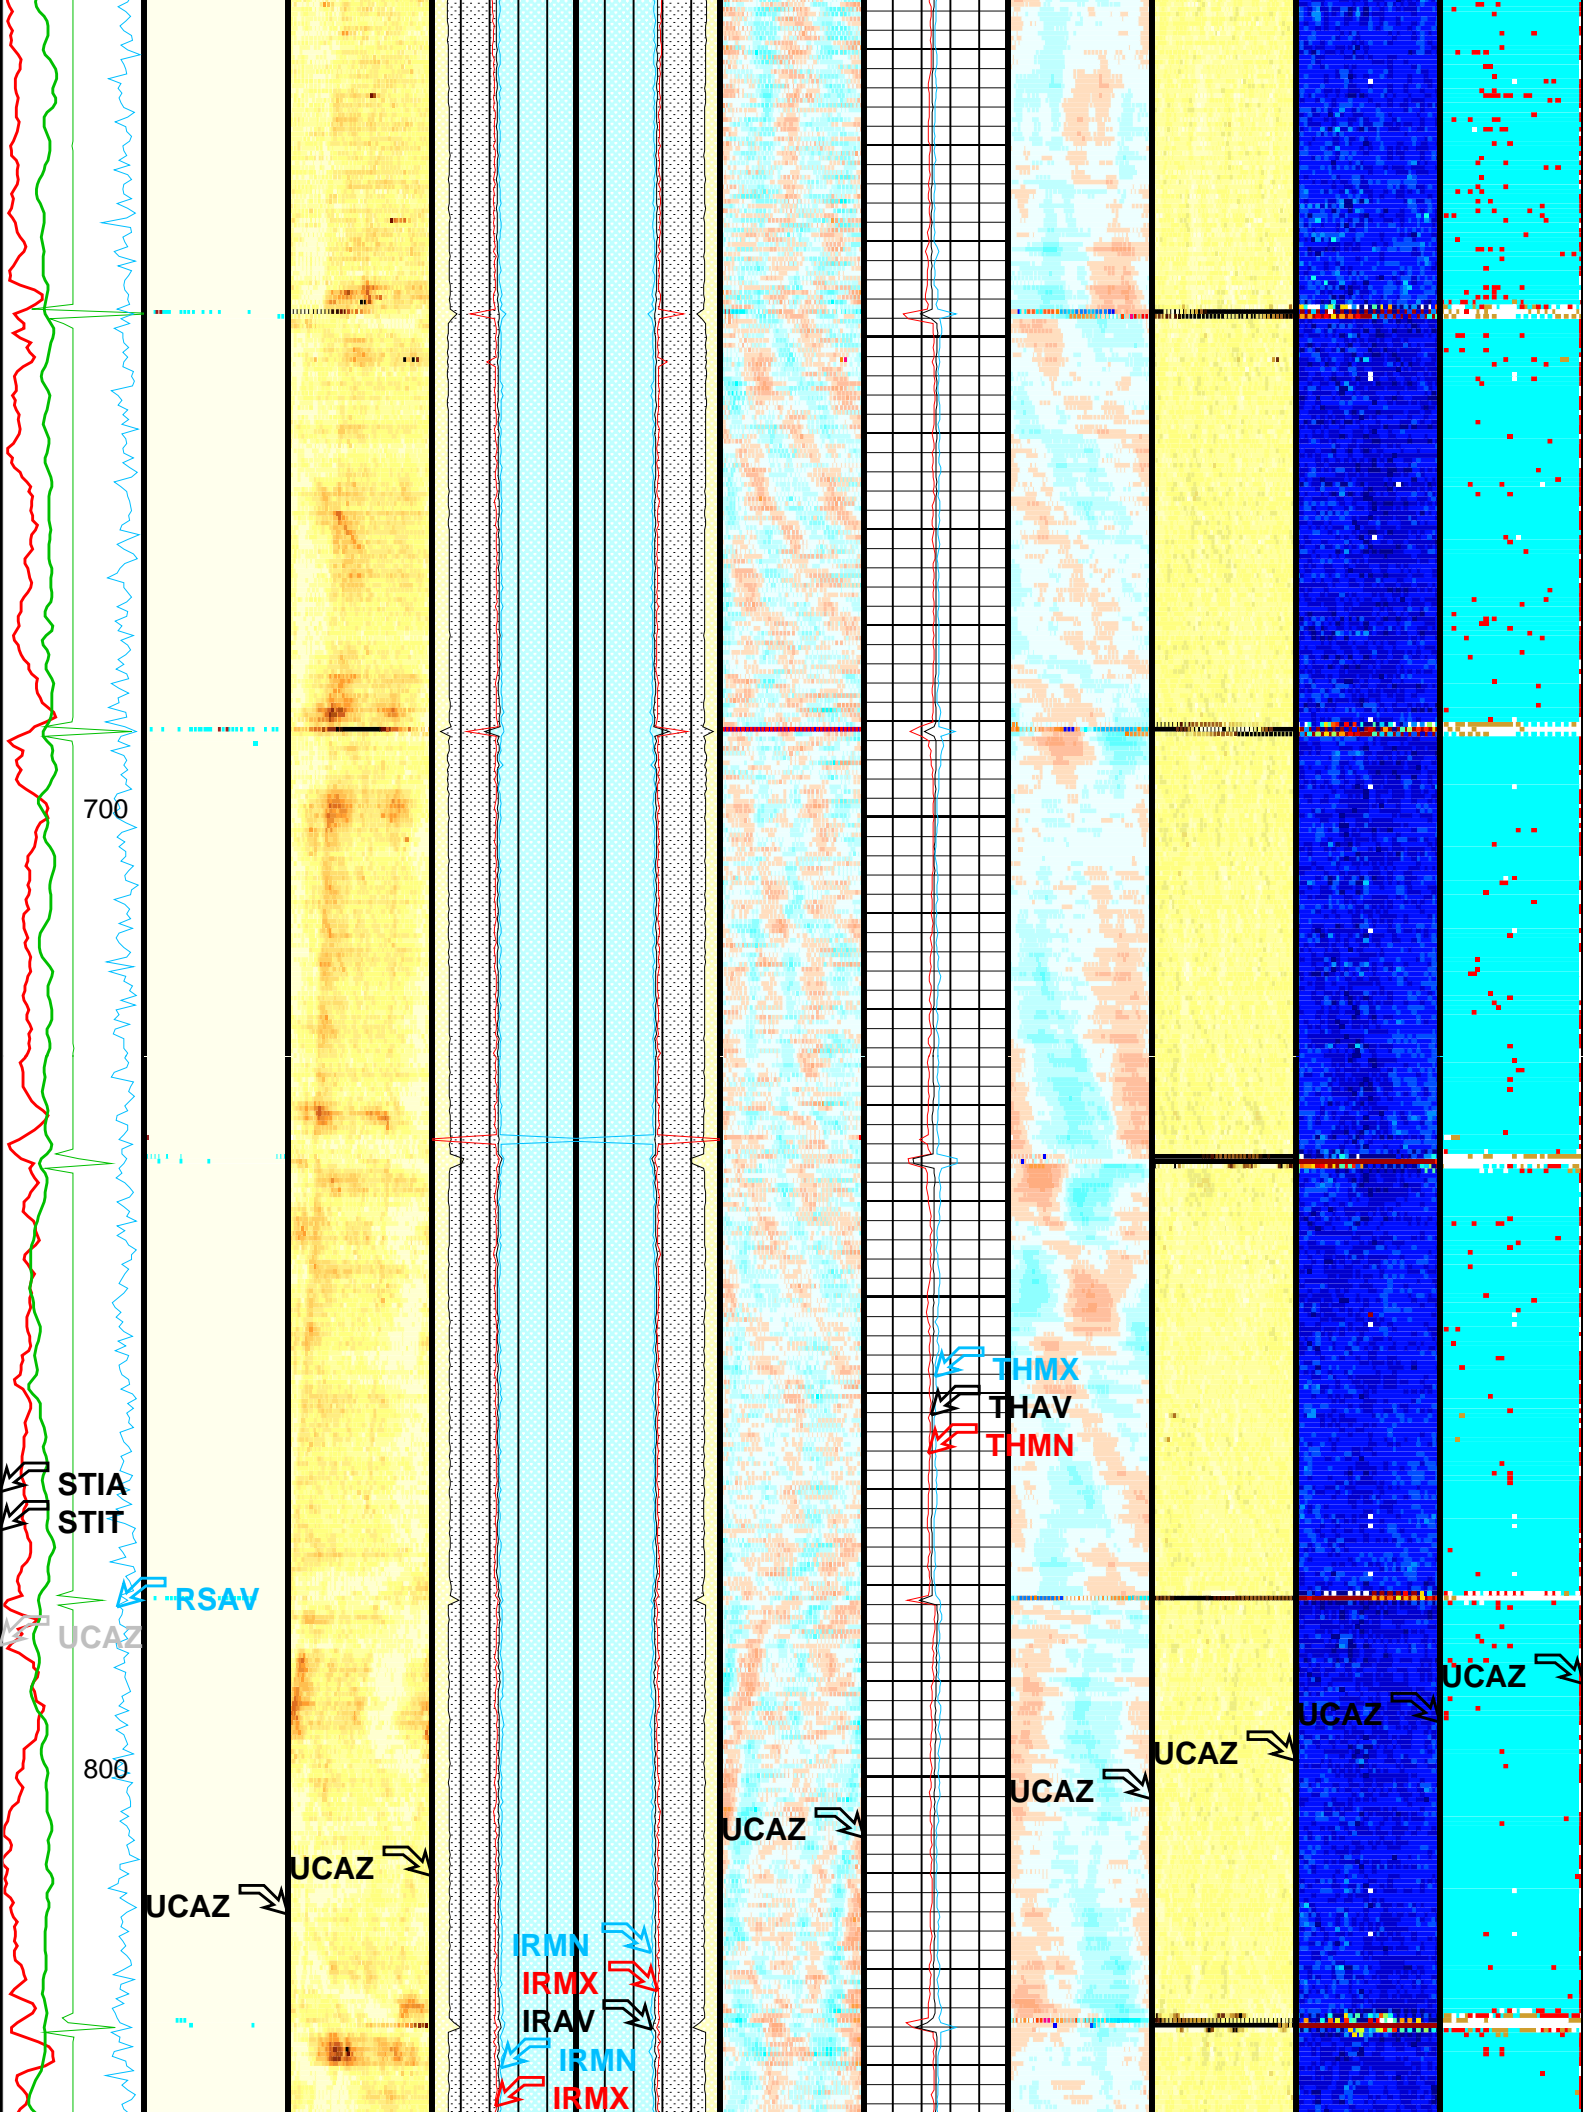 700
THMX
THAV
THMN
STIA
STIT
RSAV
UCAZ
UCAZ
UCAZ
UCAZ
800
UCAZ
UCAZ
UCAZ
UCAZ
IRMN
IRMX
IRAV
IRMN
IRMX